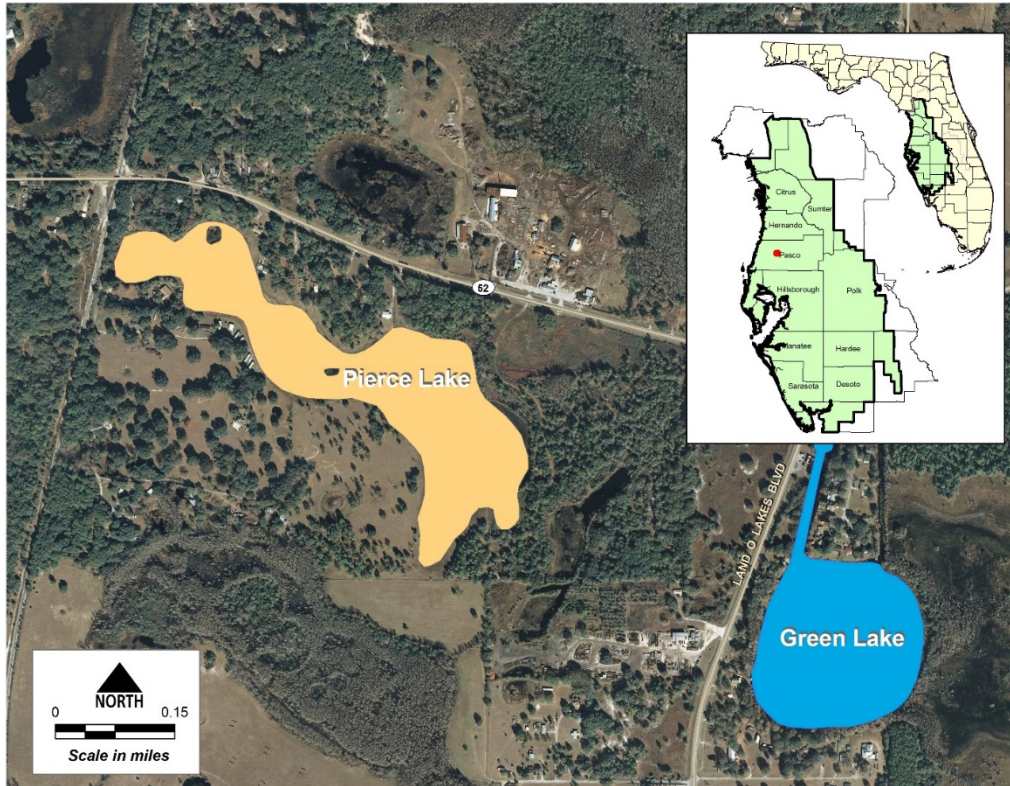 Citrus
Sumter
Hernando
Pasco
Hillsborough
Polk
Manatee
Hardee
Sarasota
Desoto
52
Pierce Lake
LAND O LAKES BLVD
Green Lake
NORTH
0 0.15
Scale in miles